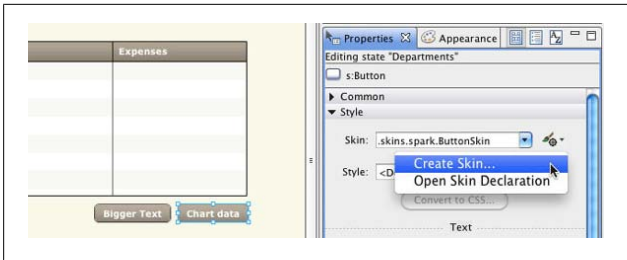 Expenses
Bigger Text
Chart data
Properties
Appearance
Editing state "Departments"
s:Button
Common
Style
Skin: .skins.spark.ButtonSkin
Create Skin...
Style: <D
Open Skin Declaration
Convert to CSS...
Text